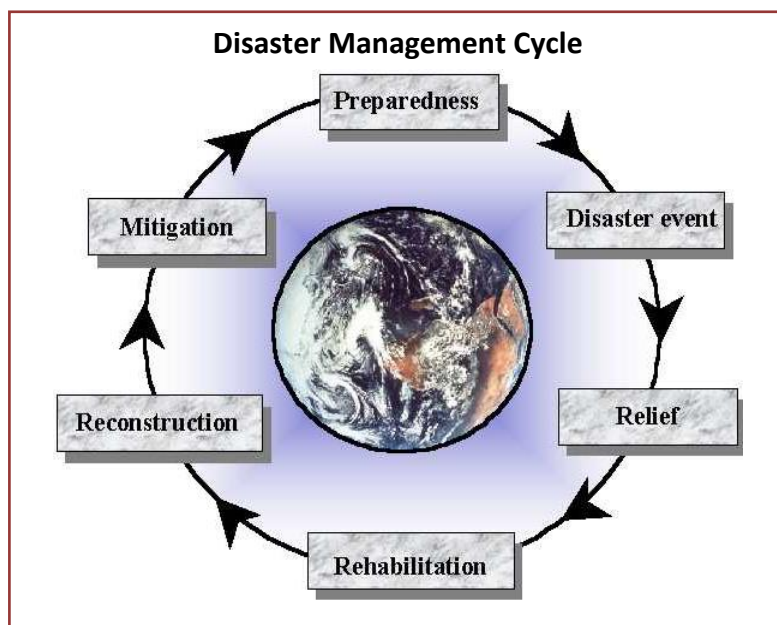 Disaster Management Cycle
Preparedness
Disaster event
Relief
Rehabilitation
Reconstruction
Mitigation